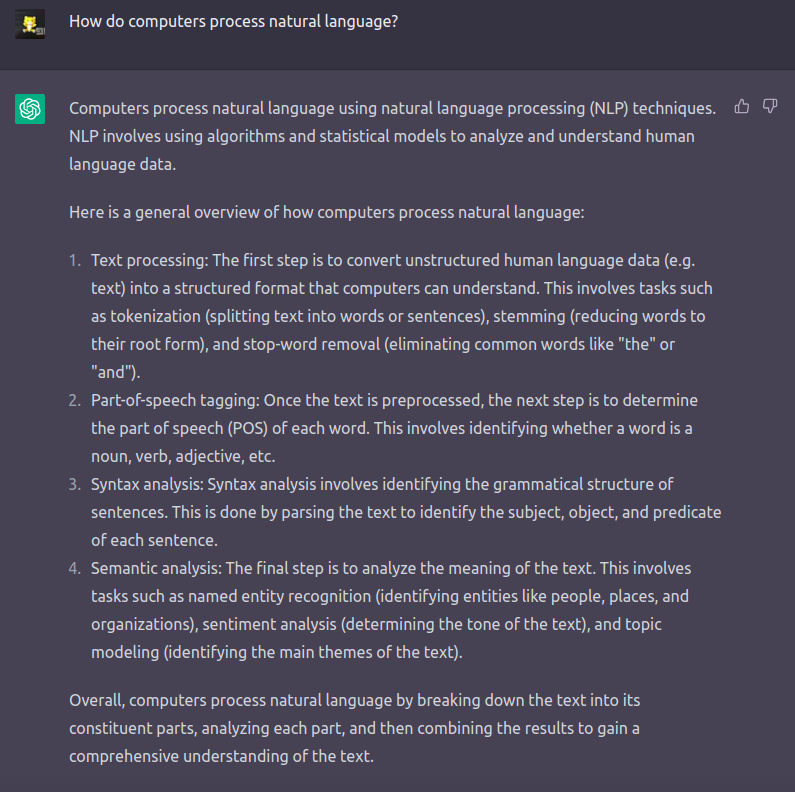 How do computers process natural language?
Computers process natural language using natural language processing (NLP) techniques.
NLP involves using algorithms and statistical models to analyze and understand human
language data.
Here is a general overview of how computers process natural language:
1. Text processing: The first step is to convert unstructured human language data (e.g.
text) into a structured format that computers can understand. This involves tasks such
as tokenization (splitting text into words or sentences), stemming (reducing words to
their root form), and stop-word removal (eliminating common words like "the" or
"and").
2. Part-of-speech tagging: Once the text is preprocessed, the next step is to determine
the part of speech (POS) of each word. This involves identifying whether a word is a
noun, verb, adjective, etc.
3. Syntax analysis: Syntax analysis involves identifying the grammatical structure of
sentences. This is done by parsing the text to identify the subject, object, and predicate
of each sentence.
4. Semantic analysis: The final step is to analyze the meaning of the text. This involves
tasks such as named entity recognition (identifying entities like people, places, and
organizations), sentiment analysis (determining the tone of the text), and topic
modeling (identifying the main themes of the text).
Overall, computers process natural language by breaking down the text into its
constituent parts, analyzing each part, and then combining the results to gain a
comprehensive understanding of the text.